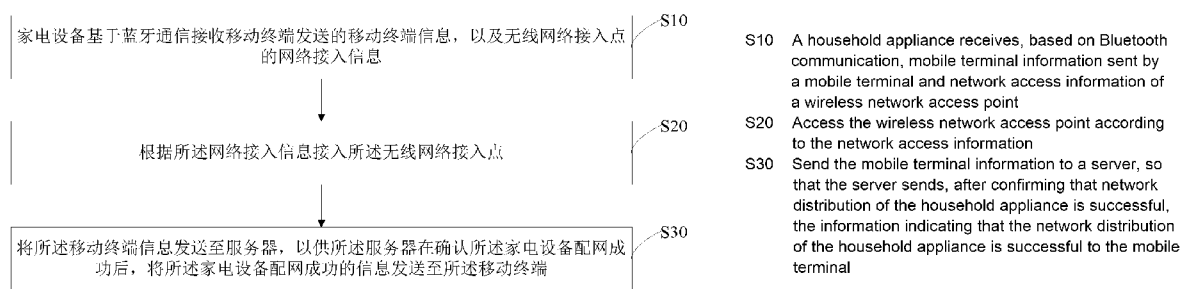 S10
家电设备基于蓝牙通信接收移动终端发送的移动终端信息，以及无线网络接入点
的网络接入信息
S20
根据所述网络接入信息接入所述无线网络接入点
S30
将所述移动终端信息发送至服务器，以供所述服务器在确认所述家电设备配网成
功后，将所述家电设备配网成功的信息发送至所述移动终端
S10 A household appliance receives, based on Bluetooth
communication, mobile terminal information sent by
a mobile terminal and network access information of
a wireless network access point
S20 Access the wireless network access point according
to the network access information
S30 Send the mobile terminal information to a server, so
that the server sends, after confirming that network
distribution of the household appliance is successful,
the information indicating that the network distribution
of the household appliance is successful to the mobile
terminal